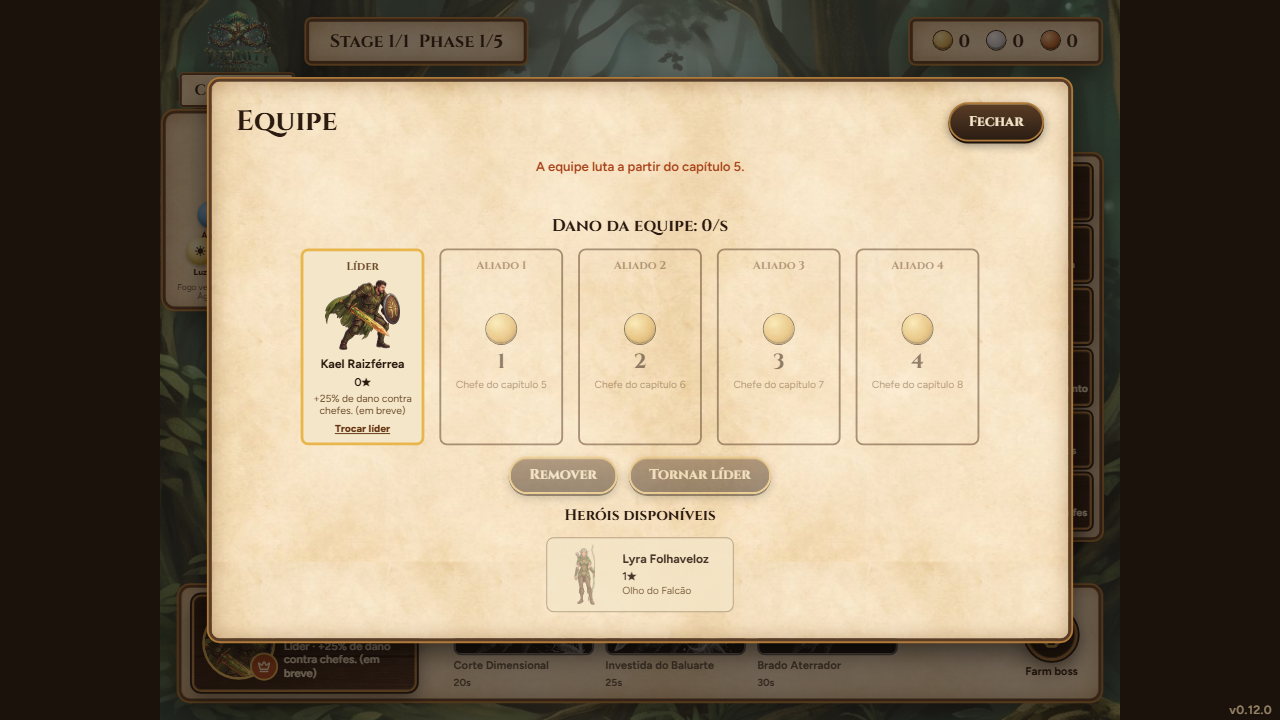 STAGE 1/1 PHASE 1/5
0 0 0
EQUIPE
FECHAR
A equipe luta a partir do capítulo 5.
DANO DA EQUIPE: 0/S
LÍDER
Kael Raizférrea
0★
+25% de dano contra
chefes. (em breve)
Trocar líder
ALIADO 1
1
Chefe do capítulo 5
ALIADO 2
2
Chefe do capítulo 6
ALIADO 3
3
Chefe do capítulo 7
ALIADO 4
4
Chefe do capítulo 8
REMOVER
TORNAR LÍDER
HERÓIS DISPONÍVEIS
Lyra Folhaveloz
1★
Olho do Falcão
Líder · +25% de dano
contra chefes. (em
breve)
Corte Dimensional
20s
Investida do Baluarte
25s
Brado Aterrador
30s
Farm boss
v0.12.0